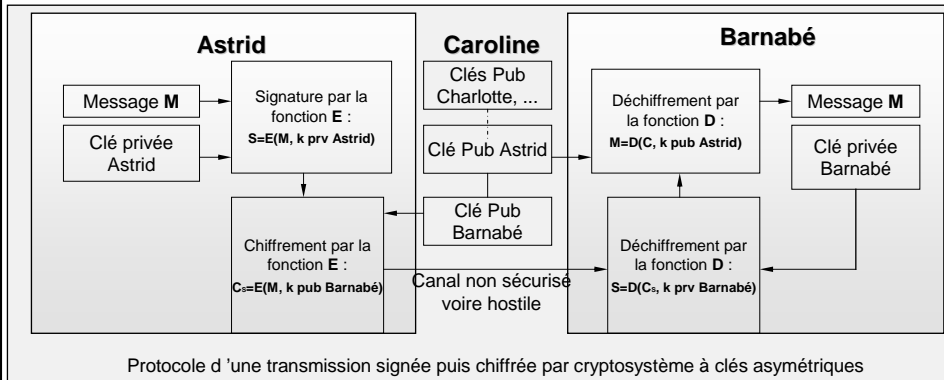 Astrid
Caroline
Barnabé
Message M
Clé privée
Astrid
Signature par la
fonction E :
S=E(M, k prv Astrid)
Chiffrement par la
fonction E :
Cs=E(M, k pub Barnabé)
Clés Pub
Charlotte, ...
Clé Pub Astrid
Clé Pub
Barnabé
Canal non sécurisé
voire hostile
Déchiffrement par
la fonction D :
M=D(C, k pub Astrid)
Déchiffrement par
la fonction D :
S=D(Cs, k prv Barnabé)
Message M
Clé privée
Barnabé
Protocole d 'une transmission signée puis chiffrée par cryptosystème à clés asymétriques